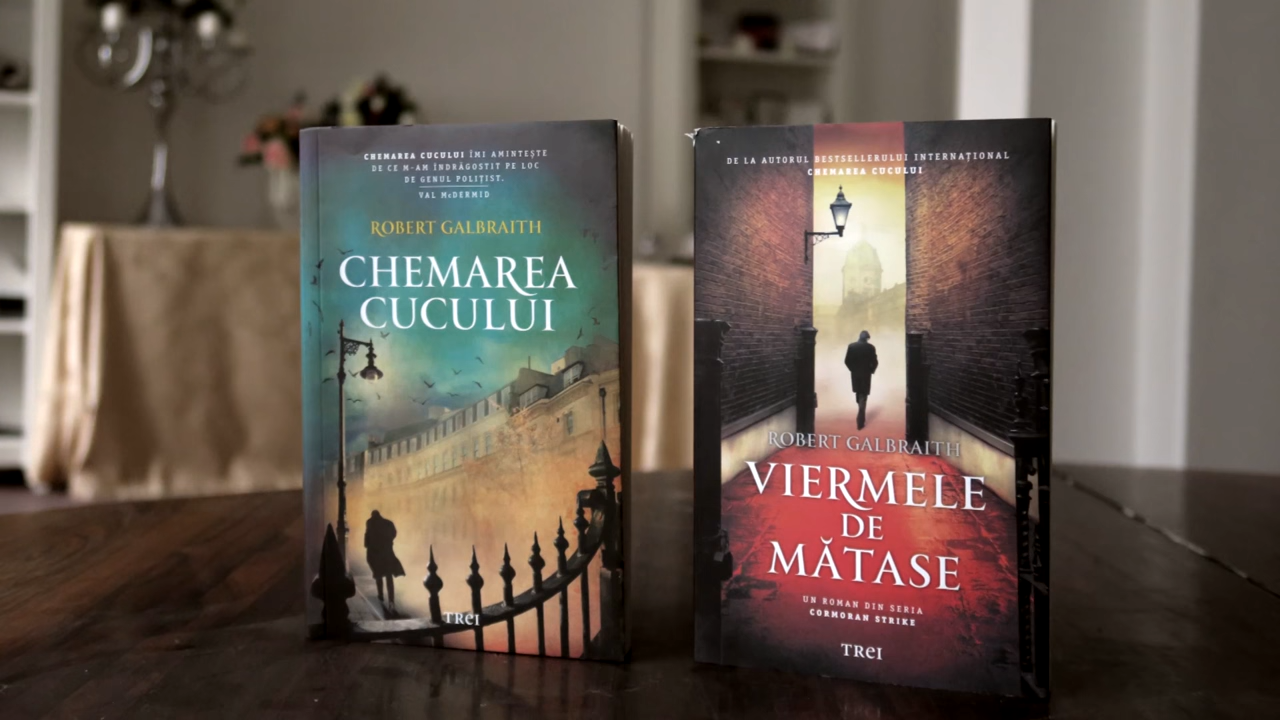 CHEMAREA CUCULUI ÎMI AMINTEȘTE
DE CE M-AM ÎNDRĂGOSTIT PE LOC
DE GENUL POLIȚIST.
VAL McDERMID
ROBERT GALBRAITH
CHEMAREA
CUCULUI
TREI
DE LA AUTORUL BESTSELLERULUI INTERNAȚIONAL
CHEMAREA CUCULUI
ROBERT GALBRAITH
VIERMELE
DE
MĂTASE
UN ROMAN DIN SERIA
CORMORAN STRIKE
TREI